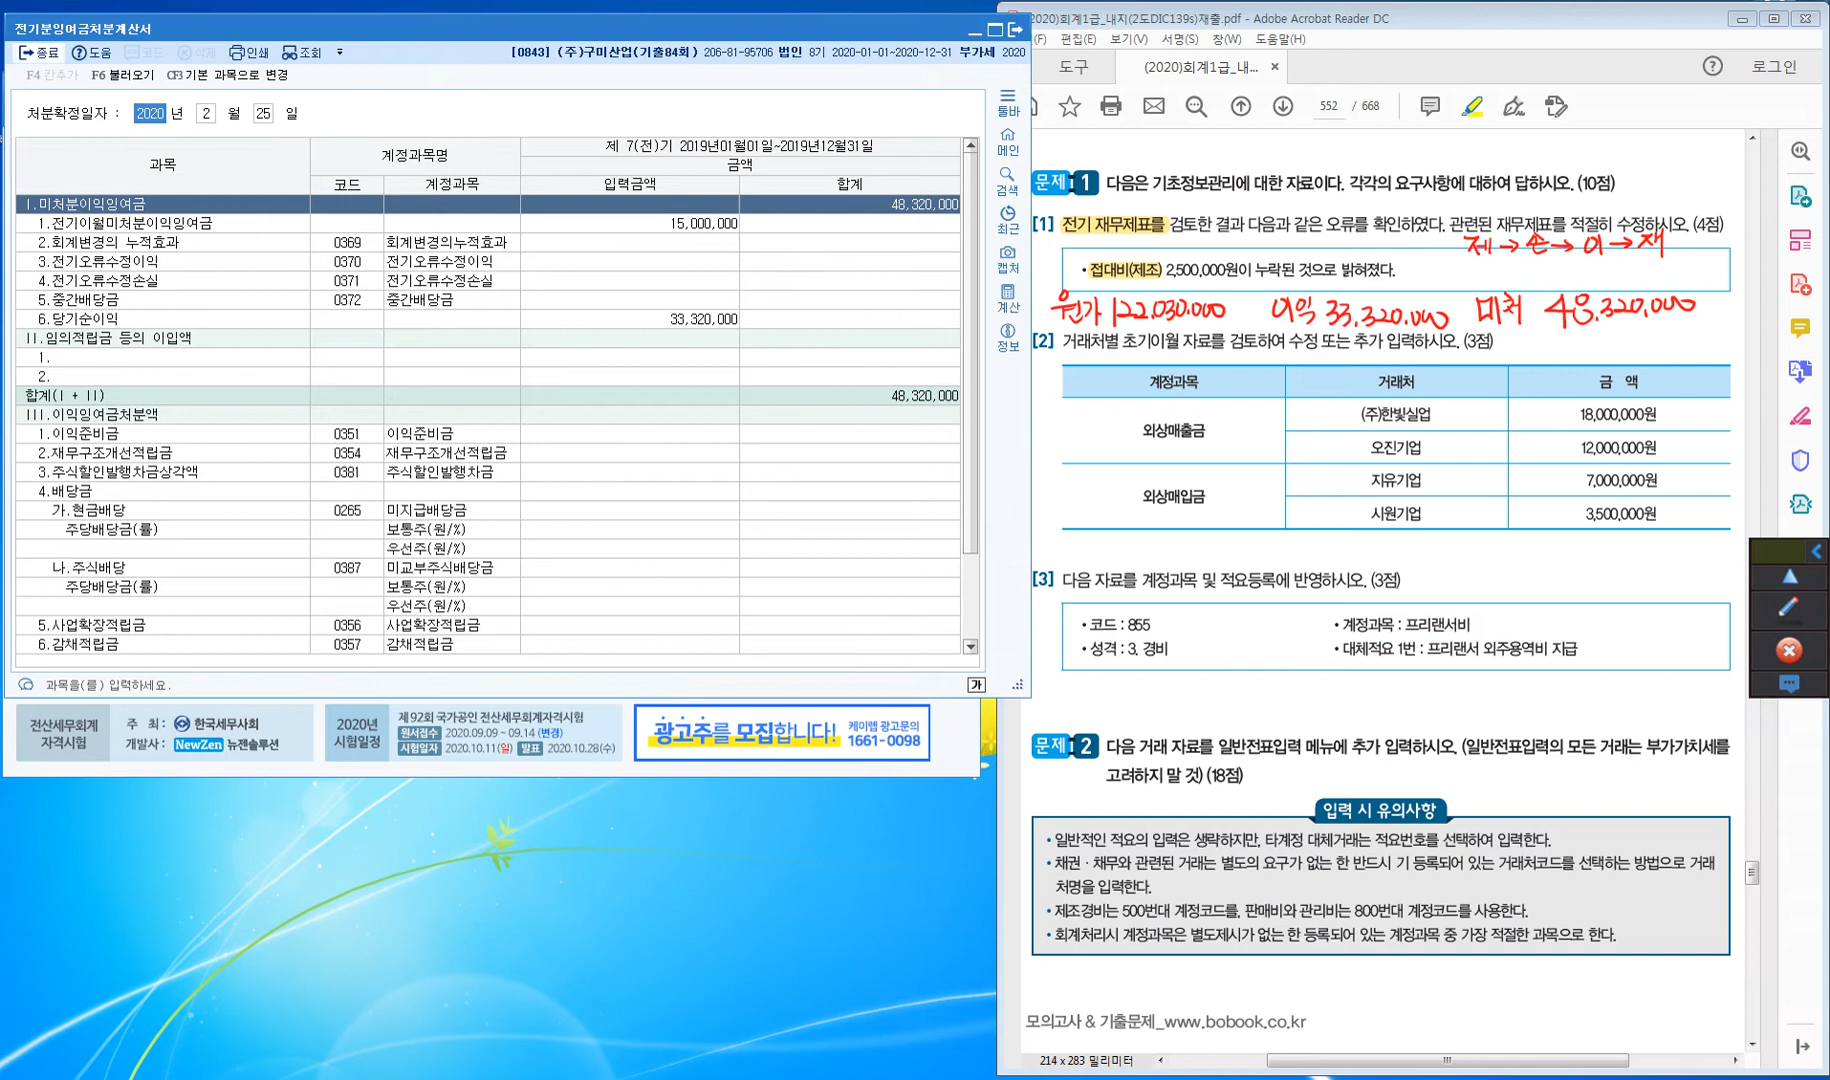 전기분잉여금처분계산서
종료 도움 코드 삭제 인쇄 조회
[0843] (주)구미산업(기출84회) 206-81-95706 법인 8기 2020-01-01~2020-12-31 부가세 2020
F4 칸추가 F6 불러오기 CF3 기본 과목으로 변경
처분확정일자 : 2020 년 2 월 25 일
과목 계정과목명 제 7(전)기 2019년01월01일~2019년12월31일
금액
코드 계정과목 입력금액 합계
I.미처분이익잉여금 48,320,000
1.전기이월미처분이익잉여금 15,000,000
2.회계변경의 누적효과 0369 회계변경의누적효과
3.전기오류수정이익 0370 전기오류수정이익
4.전기오류수정손실 0371 전기오류수정손실
5.중간배당금 0372 중간배당금
6.당기순이익 33,320,000
II.임의적립금 등의 이입액
1.
2.
합계(I + II) 48,320,000
III.이익잉여금처분액
1.이익준비금 0351 이익준비금
2.재무구조개선적립금 0354 재무구조개선적립금
3.주식할인발행차금상각액 0381 주식할인발행차금
4.배당금
가.현금배당 0265 미지급배당금
주당배당금(률) 보통주(원/%)
우선주(원/%)
나.주식배당 0387 미교부주식배당금
주당배당금(률) 보통주(원/%)
우선주(원/%)
5.사업확장적립금 0356 사업확장적립금
6.감채적립금 0357 감채적립금
과목을(를) 입력하세요. 가
툴바
메인
검색
최근
캡처
계산
정보
전산세무회계 자격시험
주 최 : 한국세무사회
개발사 : NewZen 뉴젠솔루션
2020년 시험일정
제92회 국가공인 전산세무회계자격시험
원서접수 2020.09.09 ~ 09.14 (변경)
시험일자 2020.10.11(일) 발표 2020.10.28(수)
광고주를 모집합니다! 케이렙 광고문의 1661-0098
2020)회계1급_내지(2도DIC139s)재출.pdf - Adobe Acrobat Reader DC
(F) 편집(E) 보기(V) 서명(S) 창(W) 도움말(H)
도구 (2020)회계1급_내... × 로그인
552 / 668
문제 1 다음은 기초정보관리에 대한 자료이다. 각각의 요구사항에 대하여 답하시오. (10점)
[1] 전기 재무제표를 검토한 결과 다음과 같은 오류를 확인하였다. 관련된 재무제표를 적절히 수정하시오. (4점)
제 → 손 → 이 → 재
• 접대비(제조) 2,500,000원이 누락된 것으로 밝혀졌다.
원가 122,030,000 이익 33,320,000 미처 48,320,000
[2] 거래처별 초기이월 자료를 검토하여 수정 또는 추가 입력하시오. (3점)
계정과목 거래처 금 액
외상매출금 (주)한빛실업 18,000,000원
오진기업 12,000,000원
외상매입금 지유기업 7,000,000원
시원기업 3,500,000원
[3] 다음 자료를 계정과목 및 적요등록에 반영하시오. (3점)
• 코드 : 855 • 계정과목 : 프리랜서비
• 성격 : 3. 경비 • 대체적요 1번 : 프리랜서 외주용역비 지급
문제 2 다음 거래 자료를 일반전표입력 메뉴에 추가 입력하시오. (일반전표입력의 모든 거래는 부가가치세를
고려하지 말 것) (18점)
입력 시 유의사항
• 일반적인 적요의 입력은 생략하지만, 타계정 대체거래는 적요번호를 선택하여 입력한다.
• 채권 · 채무와 관련된 거래는 별도의 요구가 없는 한 반드시 기 등록되어 있는 거래처코드를 선택하는 방법으로 거래
처명을 입력한다.
• 제조경비는 500번대 계정코드를, 판매비와 관리비는 800번대 계정코드를 사용한다.
• 회계처리시 계정과목은 별도제시가 없는 한 등록되어 있는 계정과목 중 가장 적절한 과목으로 한다.
모의고사 & 기출문제_www.bobook.co.kr
214 x 283 밀리미터